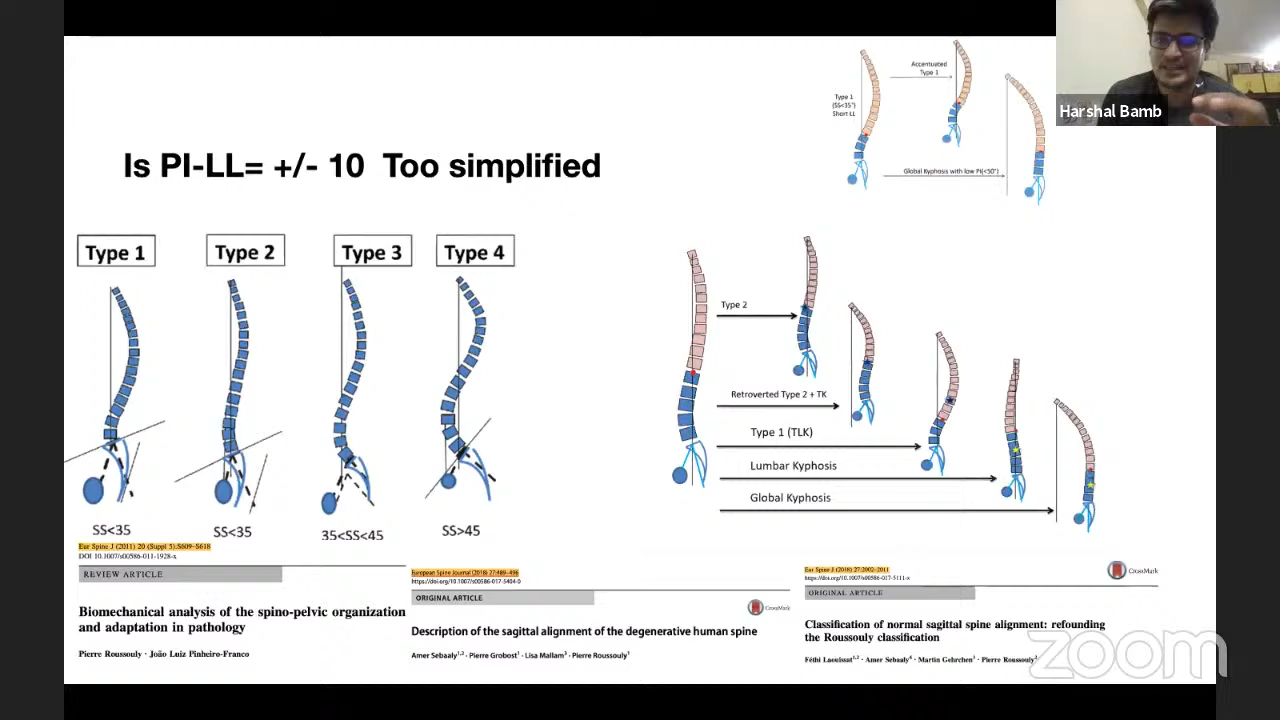 Accentuated
Type 1
Type 1
(SS<35°)
Short LL
Global Kyphosis with low PI(<50°)
Harshal Bamb
Is PI-LL= +/- 10 Too simplified
Type 1
Type 2
Type 3
Type 4
SS<35
SS<35
35<SS<45
SS>45
Type 2
Retroverted Type 2 + TK
Type 1 (TLK)
Lumbar Kyphosis
Global Kyphosis
Eur Spine J (2011) 20 (Suppl 5):S609–S618
DOI 10.1007/s00586-011-1928-x
REVIEW ARTICLE
Biomechanical analysis of the spino-pelvic organization
and adaptation in pathology
Pierre Roussouly · João Luiz Pinheiro-Franco
European Spine Journal (2018) 27:489–496
https://doi.org/10.1007/s00586-017-5404-0
ORIGINAL ARTICLE
CrossMark
Description of the sagittal alignment of the degenerative human spine
Amer Sebaaly1,2 · Pierre Grobost1 · Lisa Mallam3 · Pierre Roussouly1
Eur Spine J (2018) 27:2002–2011
https://doi.org/10.1007/s00586-017-5111-x
CrossMark
ORIGINAL ARTICLE
Classification of normal sagittal spine alignment: refounding
the Roussouly classification
Féthi Laouissat1,2 · Amer Sebaaly4 · Martin Gehrchen3 · Pierre Roussouly2
zoom